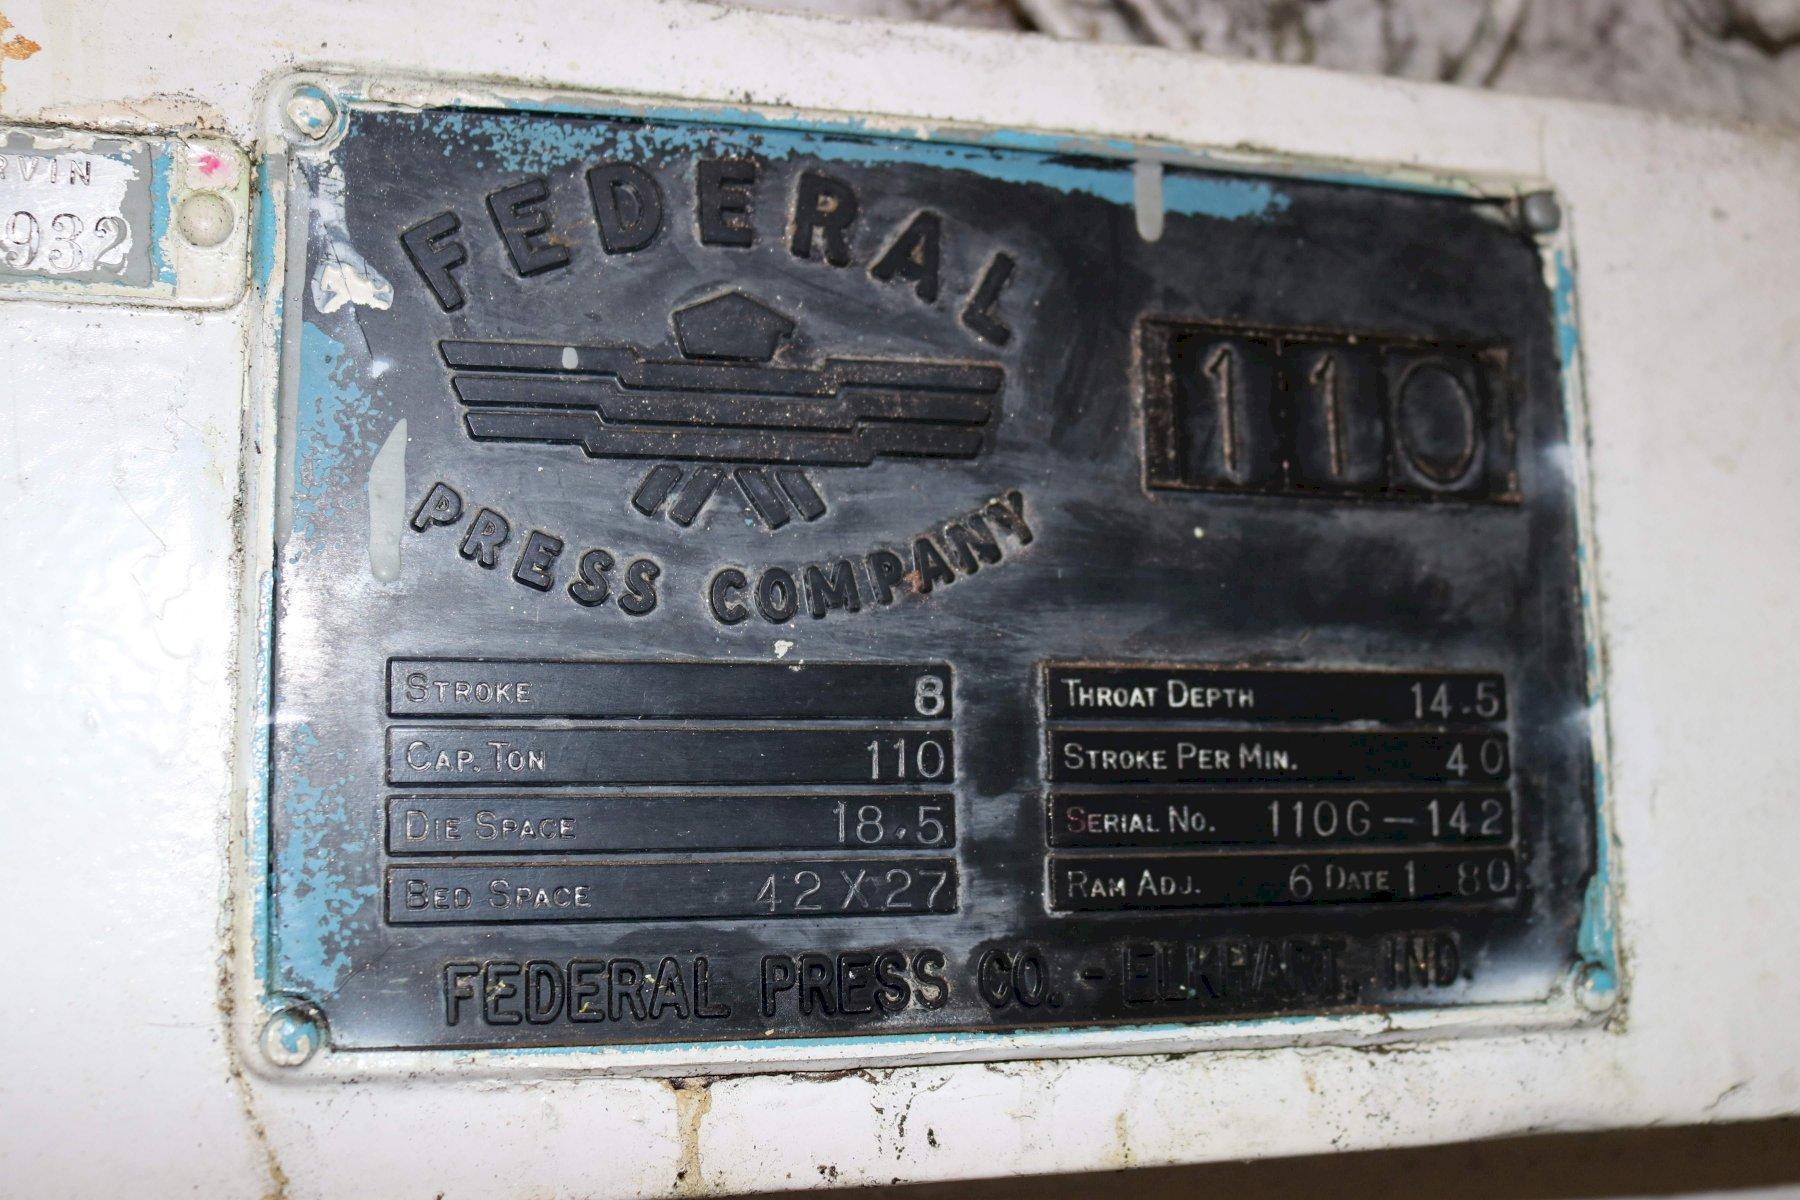 932
FEDERAL
PRESS COMPANY
110
STROKE 8
CAP. TON 110
DIE SPACE 18.5
BED SPACE 42 X 27
THROAT DEPTH 14.5
STROKE PER MIN. 40
SERIAL NO. 110G-142
RAM ADJ. 6 DATE 1 80
FEDERAL PRESS CO. - ELKHART, IND.